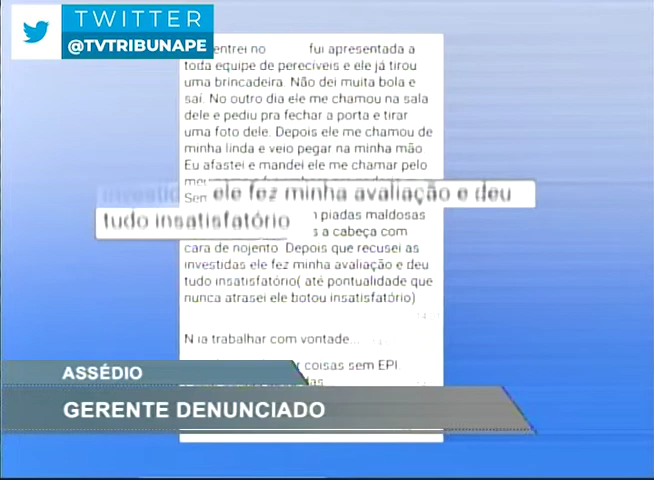 TWITTER
@TVTRIBUNAPE
entrei no fui apresentada a
toda equipe de perecíveis e ele já tirou
uma brincadeira. Não dei muita bola e
saí. No outro dia ele me chamou na sala
dele e pediu pra fechar a porta e tirar
uma foto dele. Depois ele me chamou de
minha linda e veio pegar na minha mão
Eu afastei e mandei ele me chamar pelo
ele fez minha avaliação e deu
tudo insatisfatório
piadas maldosas
s a cabeça com
cara de nojento. Depois que recusei as
investidas ele fez minha avaliação e deu
tudo insatisfatório( até pontualidade que
nunca atrasei ele botou insatisfatório)
N ia trabalhar com vontade...
coisas sem EPI
ASSÉDIO
GERENTE DENUNCIADO